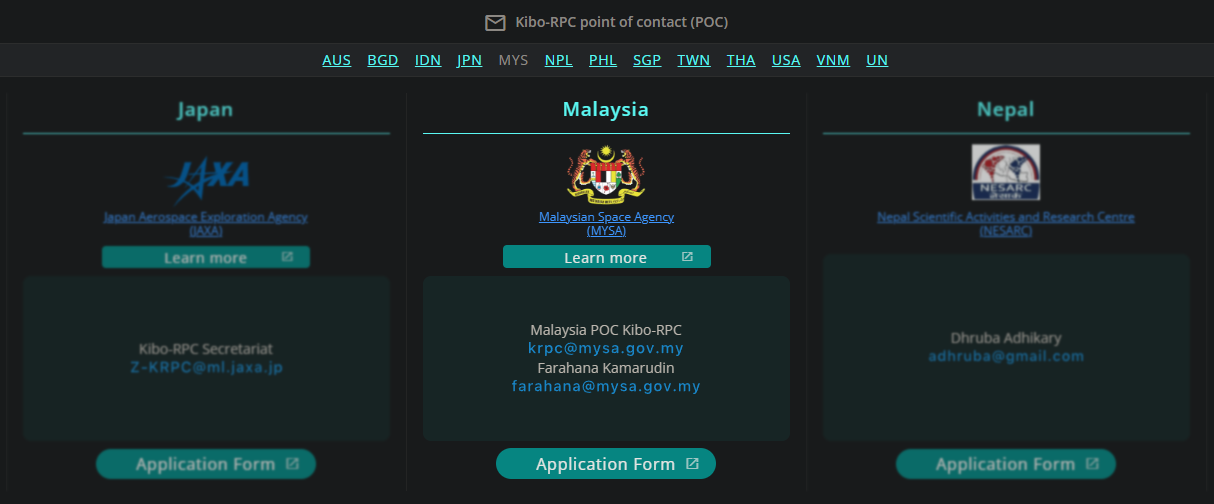 Kibo-RPC point of contact (POC)
AUS BGD IDN JPN MYS NPL PHL SGP TWN THA USA VNM UN
Japan
JAXA
Japan Aerospace Exploration Agency
(JAXA)
Learn more
Kibo-RPC Secretariat
Z-KRPC@ml.jaxa.jp
Application Form
Malaysia
Malaysian Space Agency
(MYSA)
Learn more
Malaysia POC Kibo-RPC
krpc@mysa.gov.my
Farahana Kamarudin
farahana@mysa.gov.my
Application Form
Nepal
NESARC
Nepal Scientific Activities and Research Centre
(NESARC)
Dhruba Adhikary
adhruba@gmail.com
Application Form